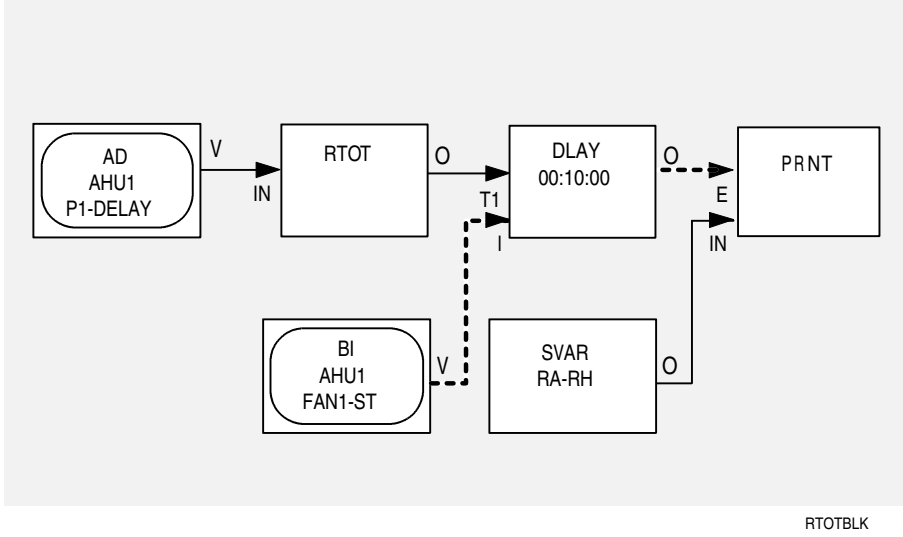 AD
AHU1
P1-DELAY
V
IN
RTOT
O
T1
I
DLAY
00:10:00
O
E
IN
PRNT
BI
AHU1
FAN1-ST
V
SVAR
RA-RH
O
RTOTBLK